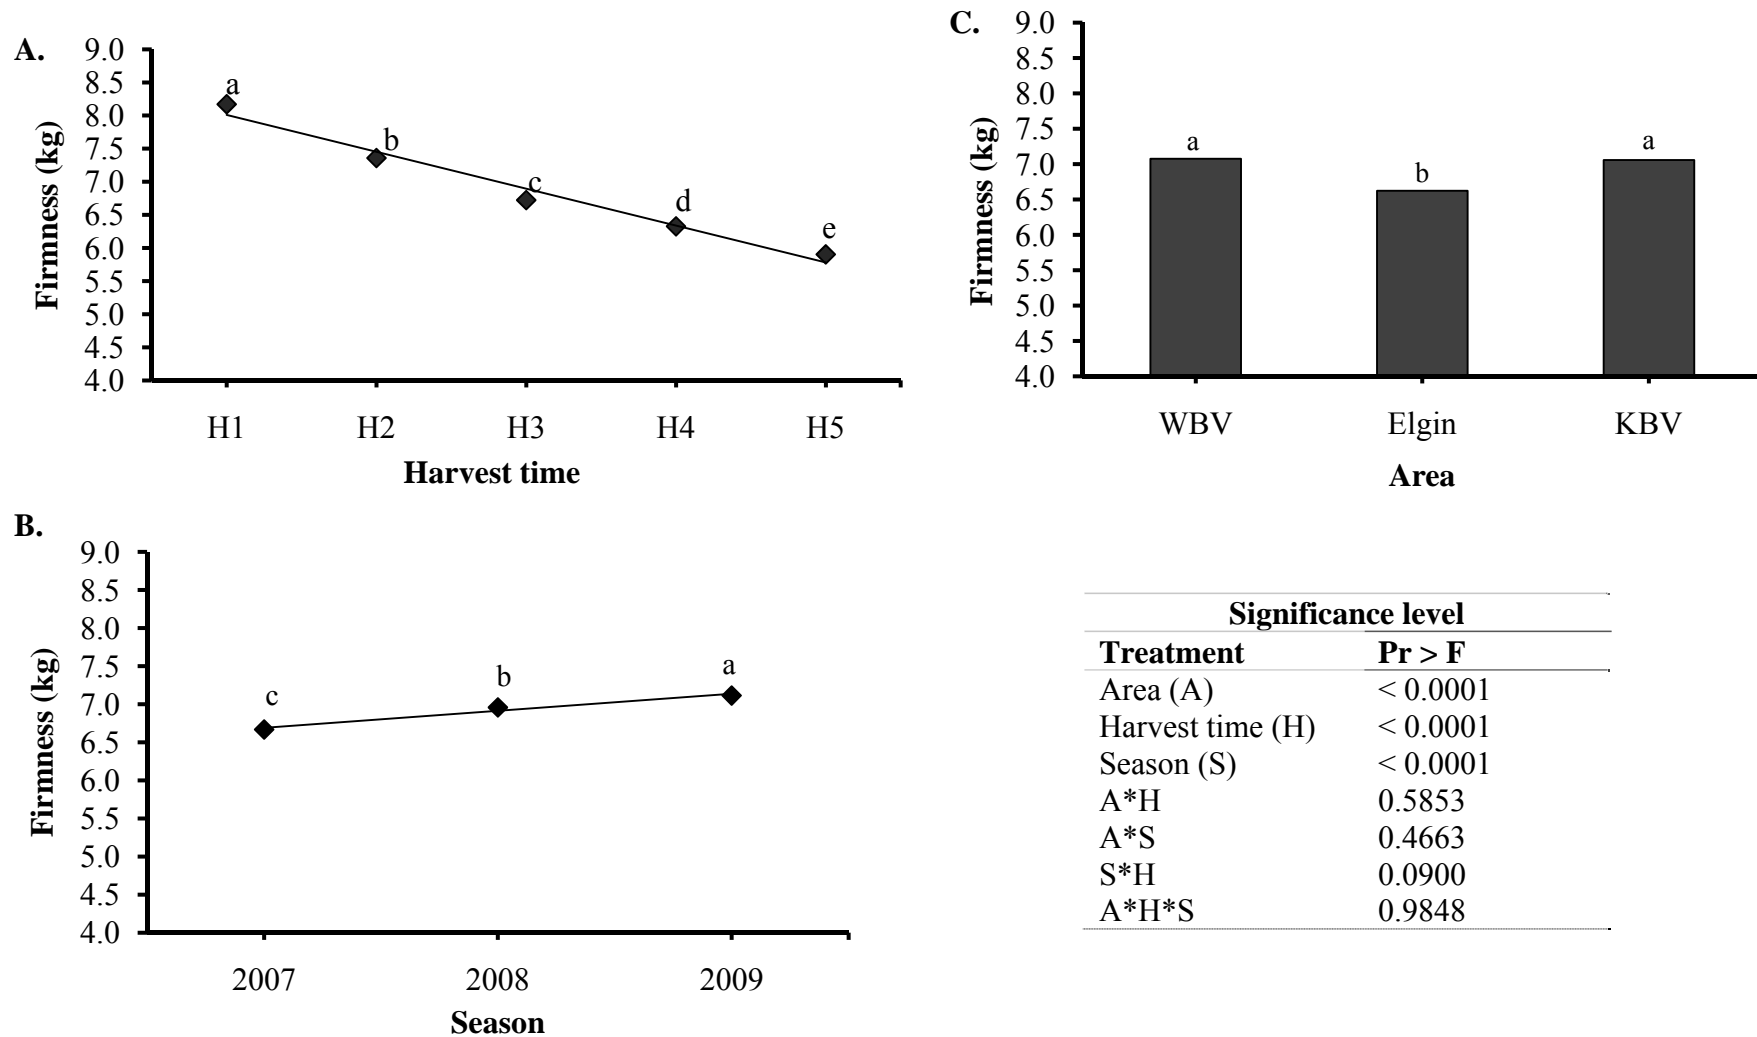 A.
9.0
8.5
8.0
7.5
7.0
6.5
6.0
5.5
5.0
4.5
4.0
Firmness (kg)
a
b
c
d
e
H1 H2 H3 H4 H5
Harvest time
B.
9.0
8.5
8.0
7.5
7.0
6.5
6.0
5.5
5.0
4.5
4.0
Firmness (kg)
c
b
a
2007 2008 2009
Season
C.
9.0
8.5
8.0
7.5
7.0
6.5
6.0
5.5
5.0
4.5
4.0
Firmness (kg)
a
b
a
WBV Elgin KBV
Area
Significance level
Treatment Pr > F
Area (A) < 0.0001
Harvest time (H) < 0.0001
Season (S) < 0.0001
A*H 0.5853
A*S 0.4663
S*H 0.0900
A*H*S 0.9848